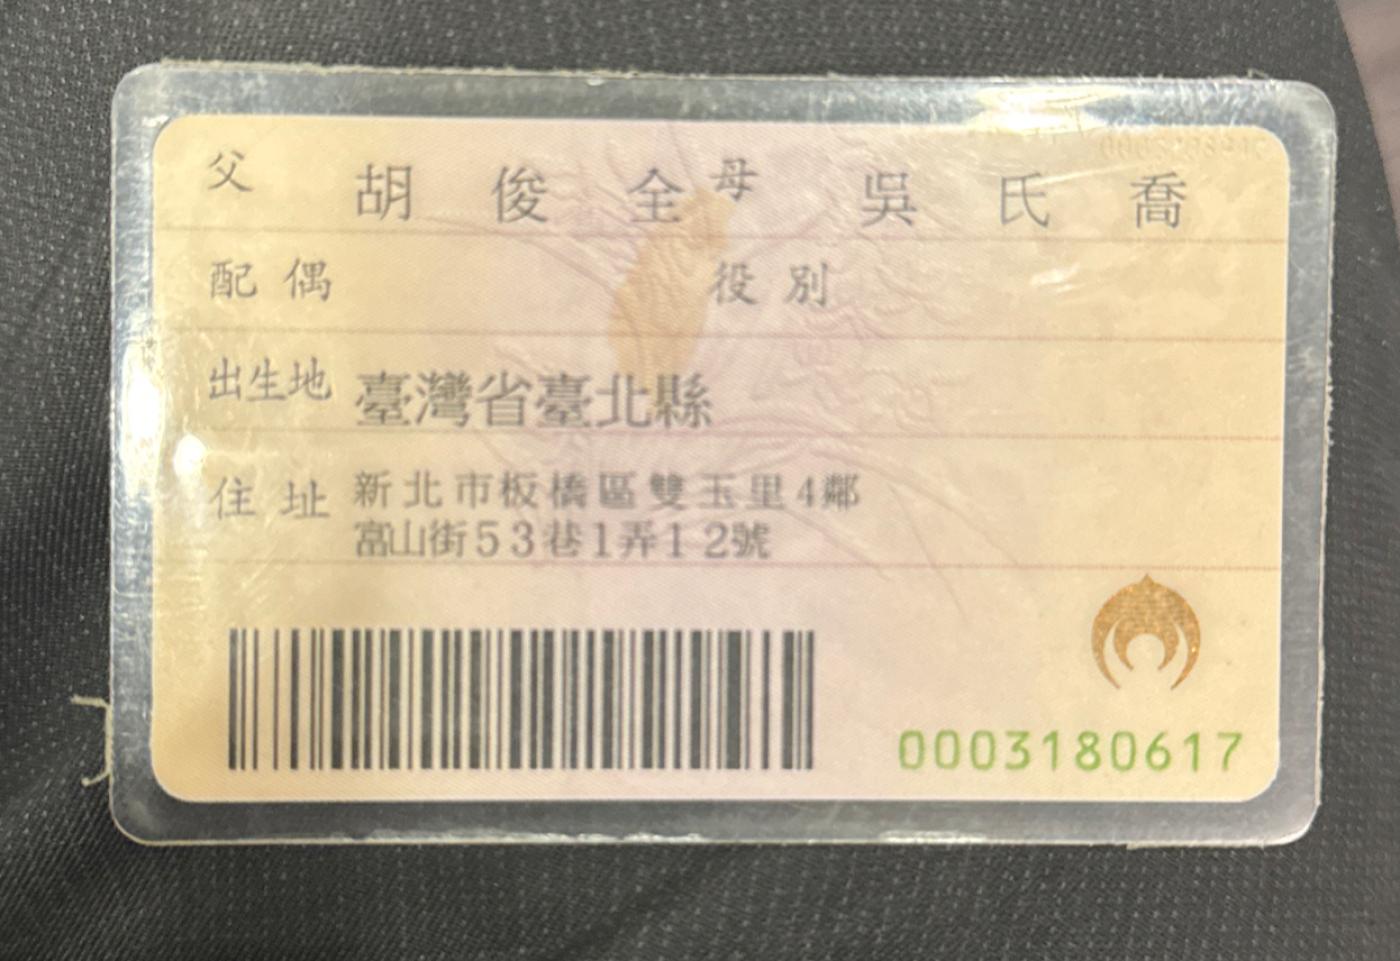 父 胡俊全 母 吳氏喬
配偶 役別
出生地 臺灣省臺北縣
住址 新北市板橋區雙玉里4鄰
富山街53巷1弄12號
0003180617